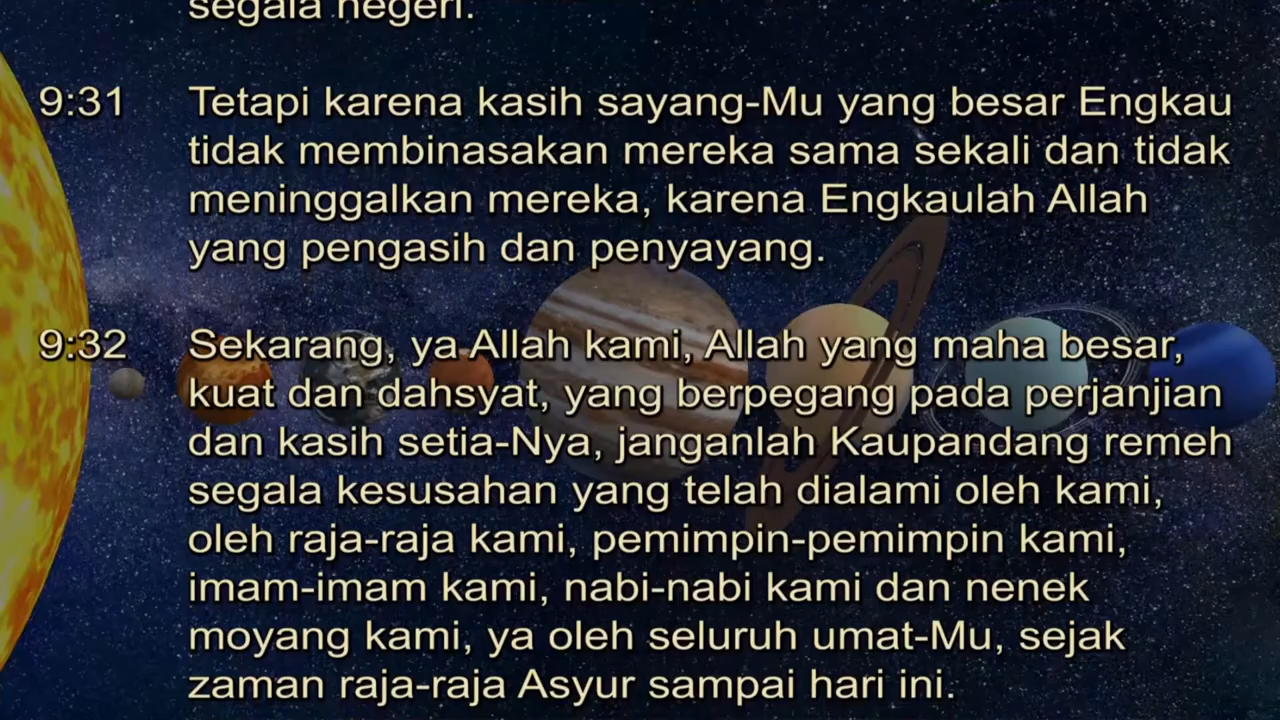 segala negeri.
9:31 Tetapi karena kasih sayang-Mu yang besar Engkau
tidak membinasakan mereka sama sekali dan tidak
meninggalkan mereka, karena Engkaulah Allah
yang pengasih dan penyayang.
9:32 Sekarang, ya Allah kami, Allah yang maha besar,
kuat dan dahsyat, yang berpegang pada perjanjian
dan kasih setia-Nya, janganlah Kaupandang remeh
segala kesusahan yang telah dialami oleh kami,
oleh raja-raja kami, pemimpin-pemimpin kami,
imam-imam kami, nabi-nabi kami dan nenek
moyang kami, ya oleh seluruh umat-Mu, sejak
zaman raja-raja Asyur sampai hari ini.